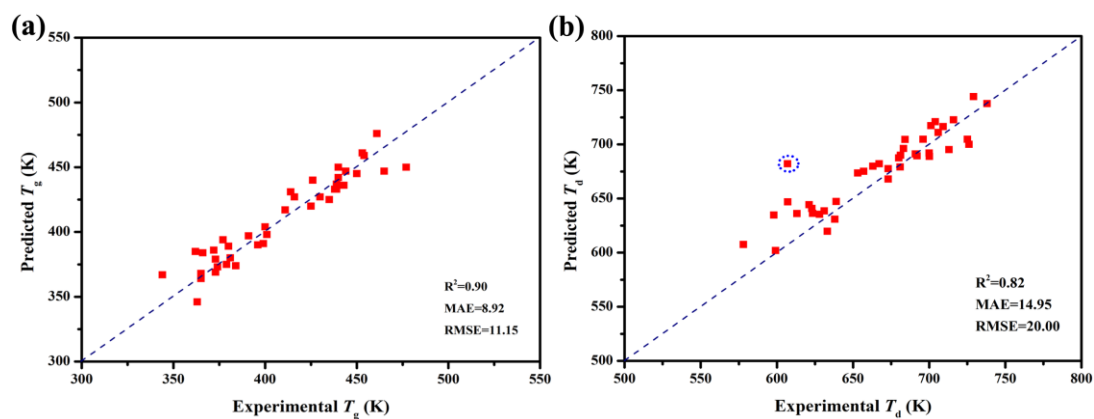 (a)
Predicted Tg (K)
550
500
450
400
350
300
R²=0.90
MAE=8.92
RMSE=11.15
300 350 400 450 500 550
Experimental Tg (K)
(b)
Predicted Td (K)
800
750
700
650
600
550
500
R²=0.82
MAE=14.95
RMSE=20.00
500 550 600 650 700 750 800
Experimental Td (K)